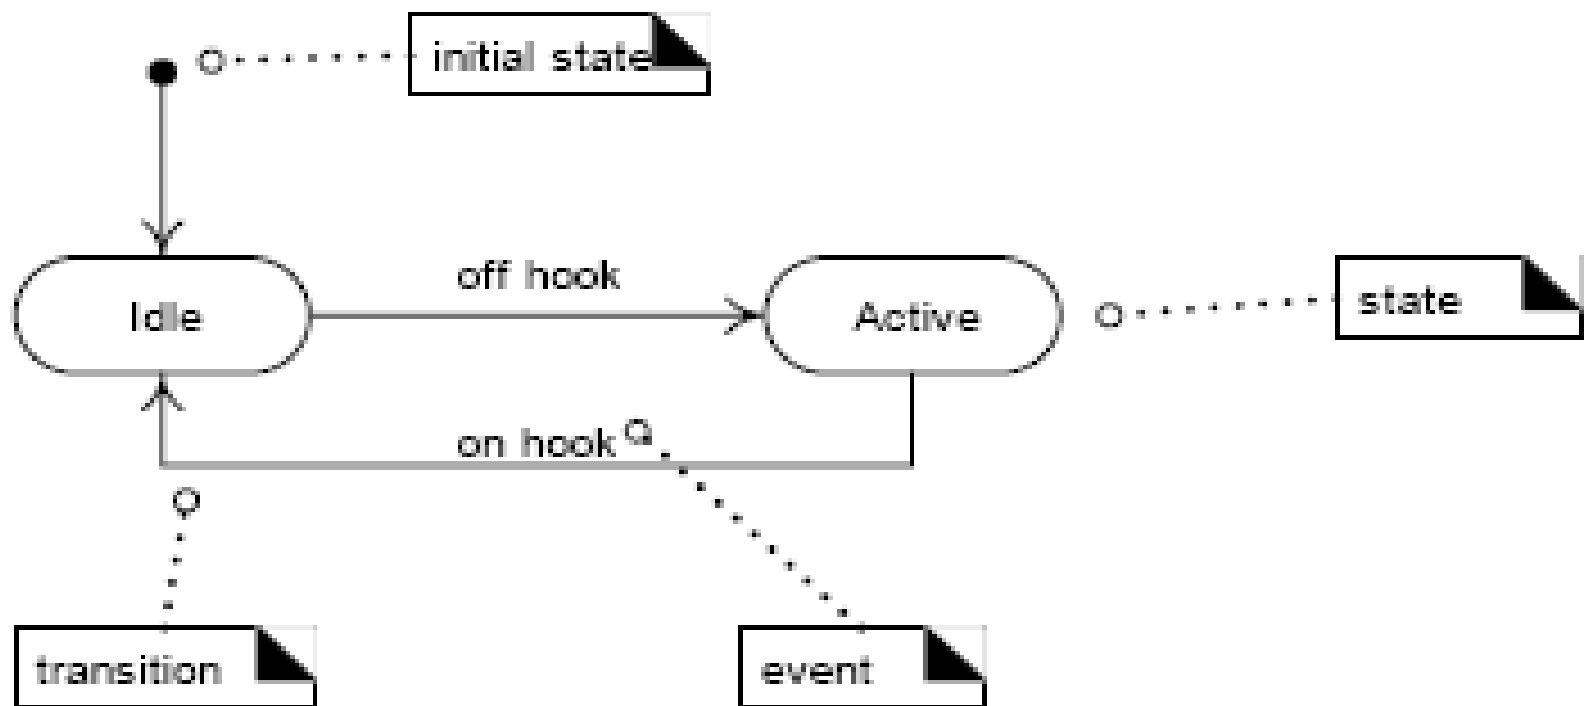 initial state
off hook
Idle
Active
state
on hook
transition
event